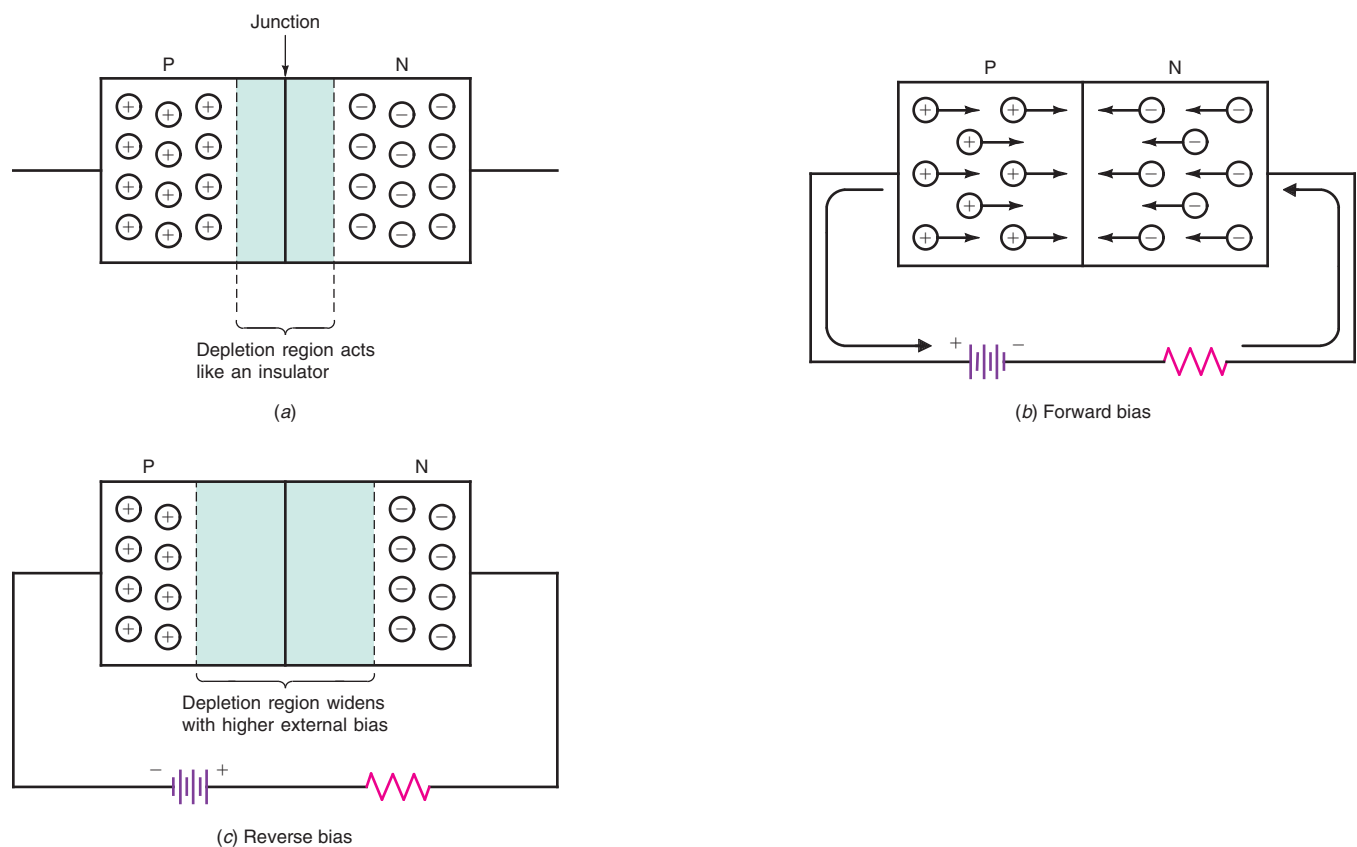 Junction
P N
+ + + − − −
+ + + − − −
+ + + − − −
+ + + − − −
Depletion region acts
like an insulator
(a)
P N
+ + − −
+ −
+ + − −
+ −
+ + − −
+ −
(b) Forward bias
P N
+ + − −
+ + − −
+ + − −
+ + − −
Depletion region widens
with higher external bias
− +
(c) Reverse bias